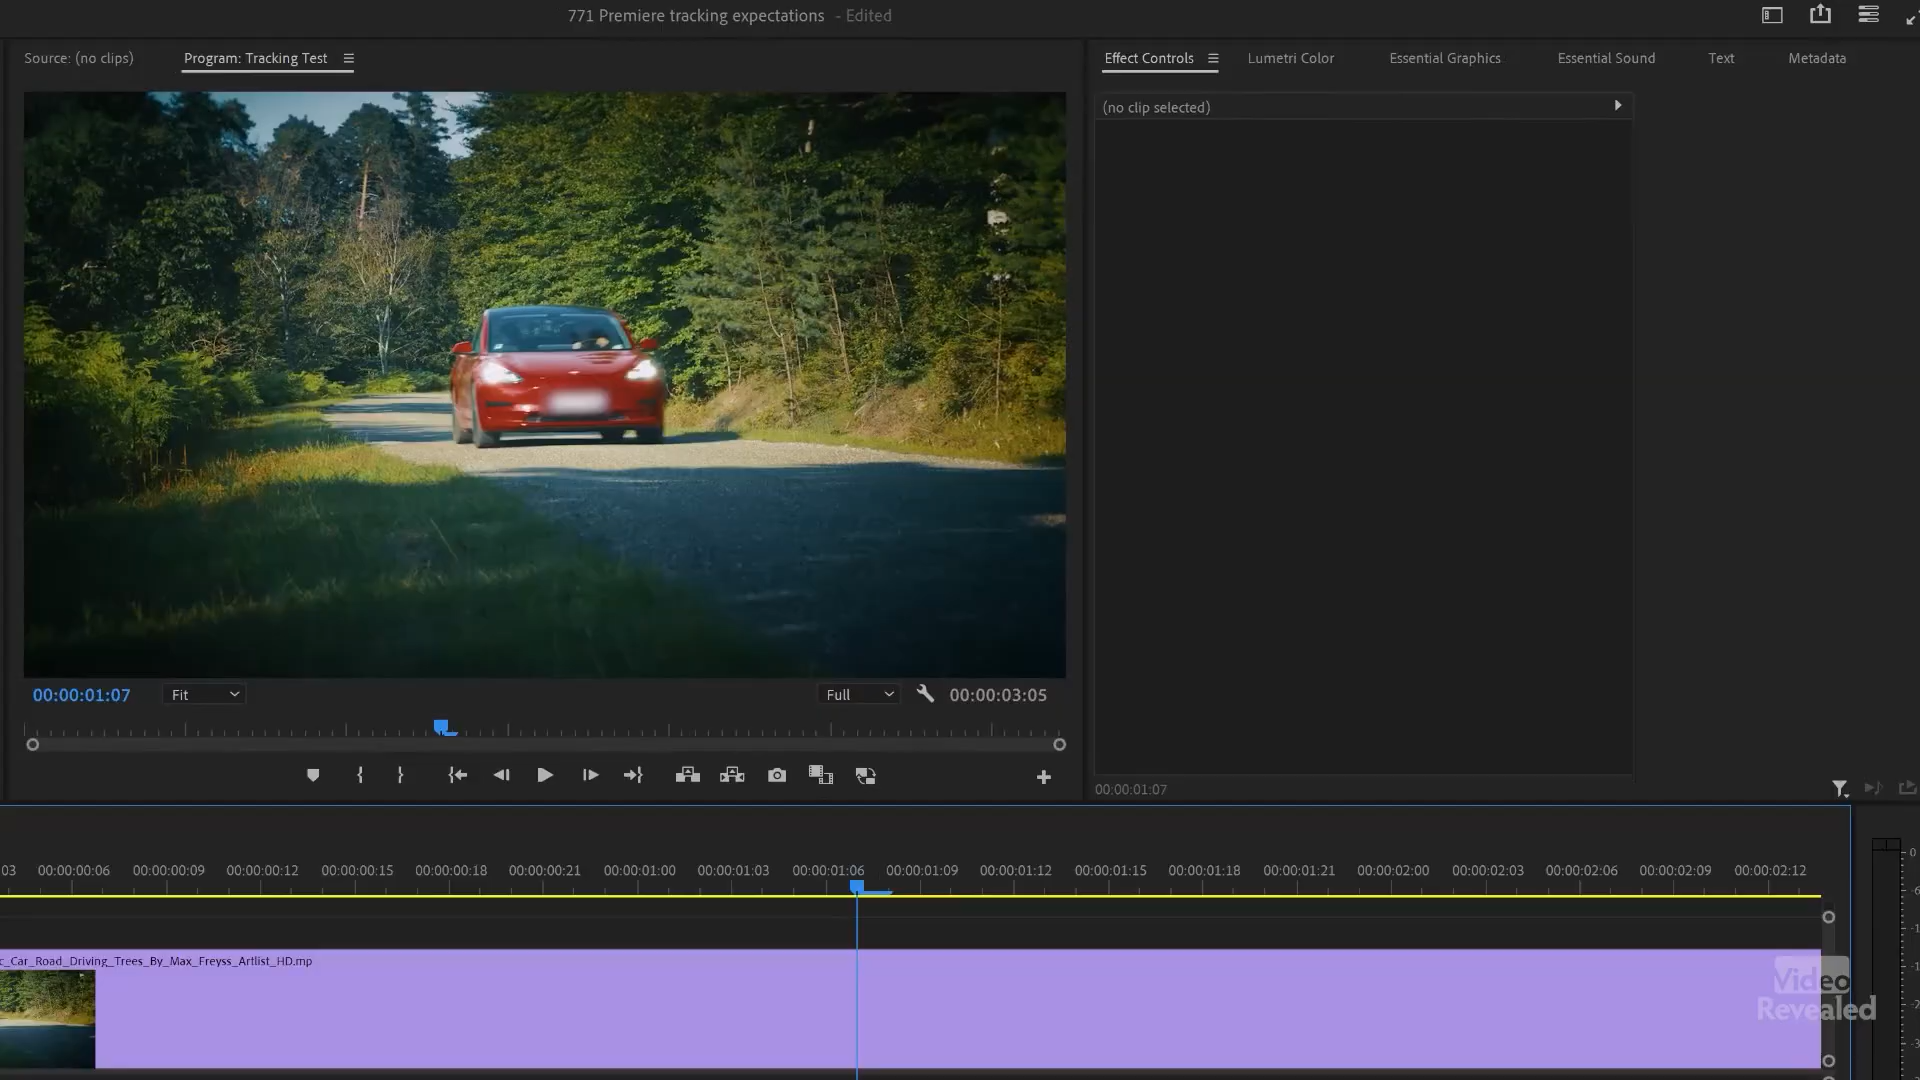 771 Premiere tracking expectations - Edited
Source: (no clips)
Program: Tracking Test
Effect Controls
Lumetri Color
Essential Graphics
Essential Sound
Text
Metadata
(no clip selected)
00:00:01:07
Fit
Full
00:00:03:05
00:00:01:07
03
00:00:00:06
00:00:00:09
00:00:00:12
00:00:00:15
00:00:00:18
00:00:00:21
00:00:01:00
00:00:01:03
00:00:01:06
00:00:01:09
00:00:01:12
00:00:01:15
00:00:01:18
00:00:01:21
00:00:02:00
00:00:02:03
00:00:02:06
00:00:02:09
00:00:02:12
0
c_Car_Road_Driving_Trees_By_Max_Freyss_Artlist_HD.mp
Video
Revealed